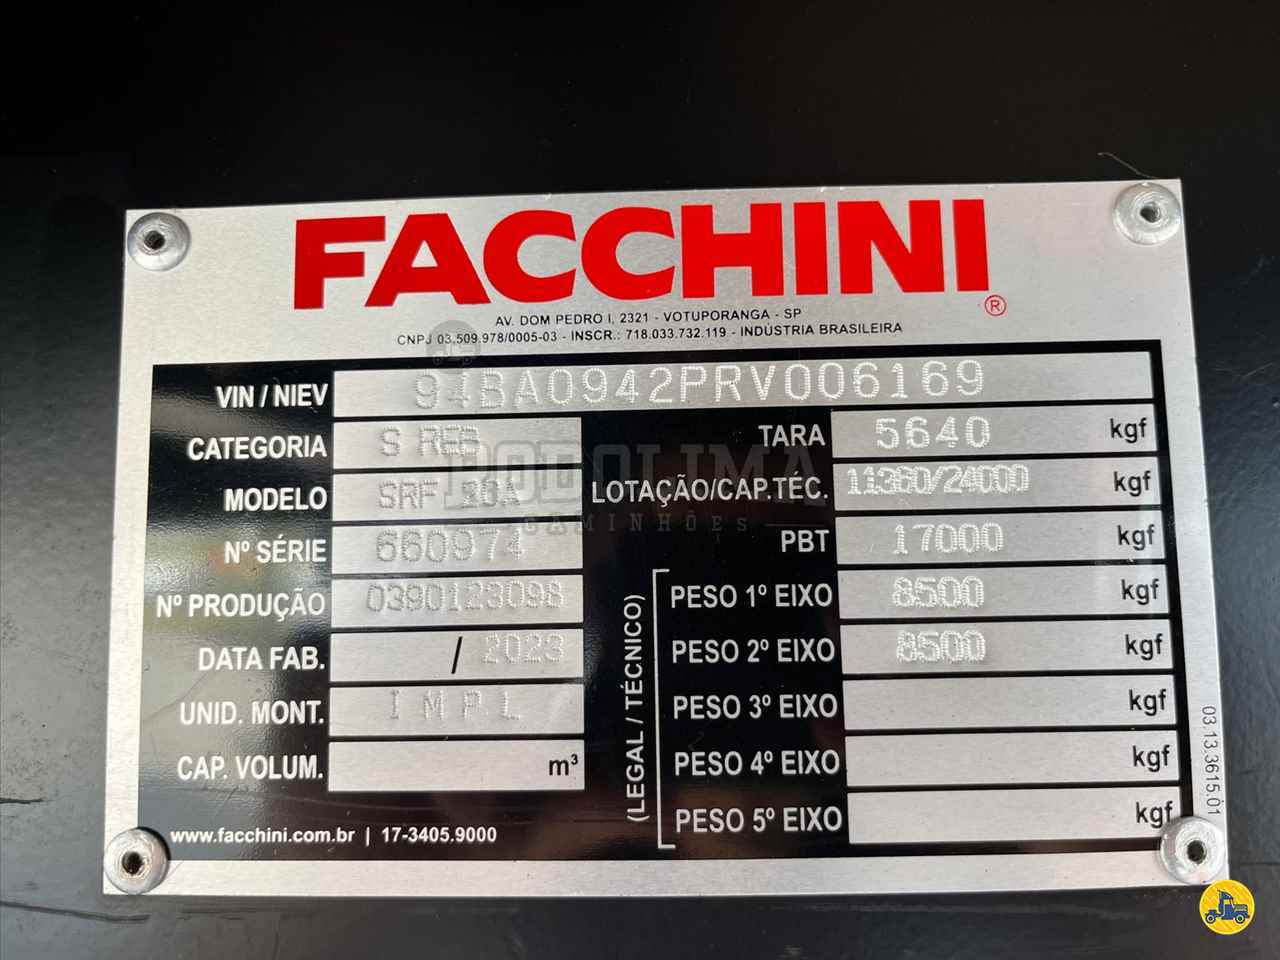 FACCHINI®
AV. DOM PEDRO I, 2321 - VOTUPORANGA - SP
CNPJ 03.509.978/0005-03 - INSCR.: 718.033.732.119 - INDÚSTRIA BRASILEIRA
VIN / NIEV 94BA0942PRV006169
CATEGORIA S REB
TARA 5640 kgf
MODELO SRF
LOTAÇÃO/CAP.TÉC. 11360/24000 kgf
RODOLIMA
CAMINHÕES
Nº SÉRIE 660974
PBT 17000 kgf
Nº PRODUÇÃO 0390123098
DATA FAB. / 2023
UNID. MONT. IMPL
CAP. VOLUM. m³
(LEGAL / TÉCNICO)
PESO 1º EIXO 8500 kgf
PESO 2º EIXO 8500 kgf
PESO 3º EIXO kgf
PESO 4º EIXO kgf
PESO 5º EIXO kgf
www.facchini.com.br | 17-3405.9000
03.13.3615.01